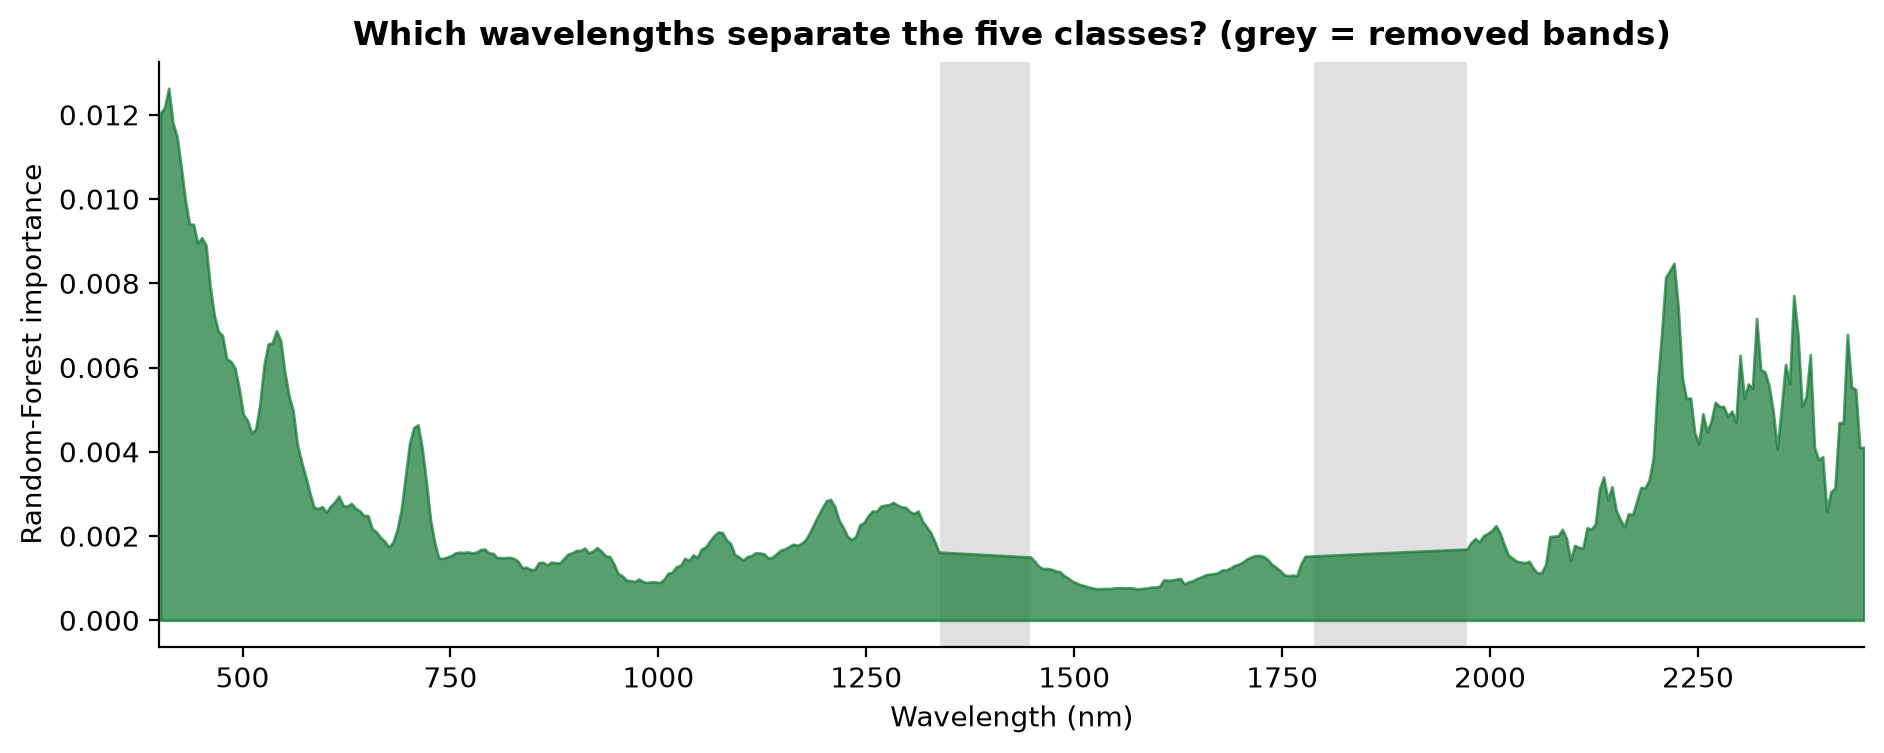 Which wavelengths separate the five classes? (grey = removed bands)
Random-Forest importance
0.012
0.010
0.008
0.006
0.004
0.002
0.000
500 750 1000 1250 1500 1750 2000 2250
Wavelength (nm)